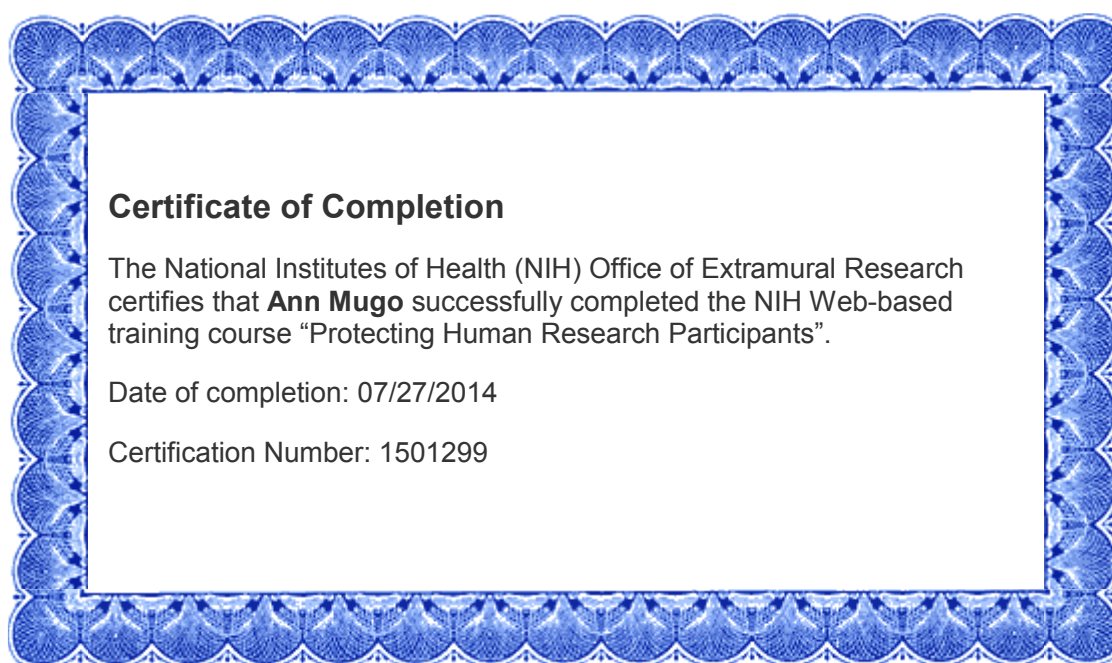 Certificate of Completion
The National Institutes of Health (NIH) Office of Extramural Research
certifies that Ann Mugo successfully completed the NIH Web-based
training course “Protecting Human Research Participants”.
Date of completion: 07/27/2014
Certification Number: 1501299